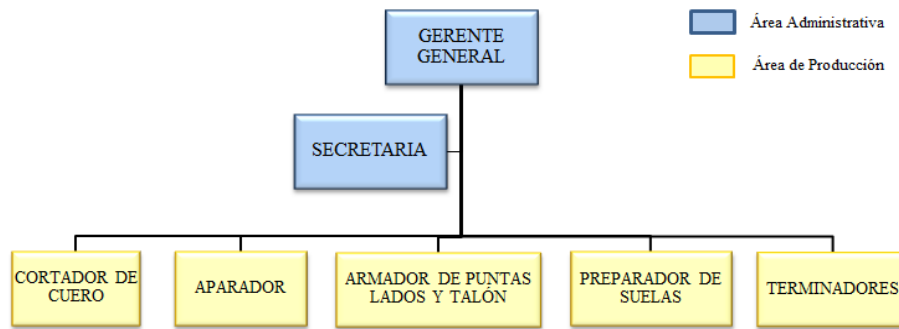 GERENTE
GENERAL
Área Administrativa
Área de Producción
SECRETARIA
CORTADOR DE
CUERO
APARADOR
ARMADOR DE PUNTAS
LADOS Y TALÓN
PREPARADOR DE
SUELAS
TERMINADORES